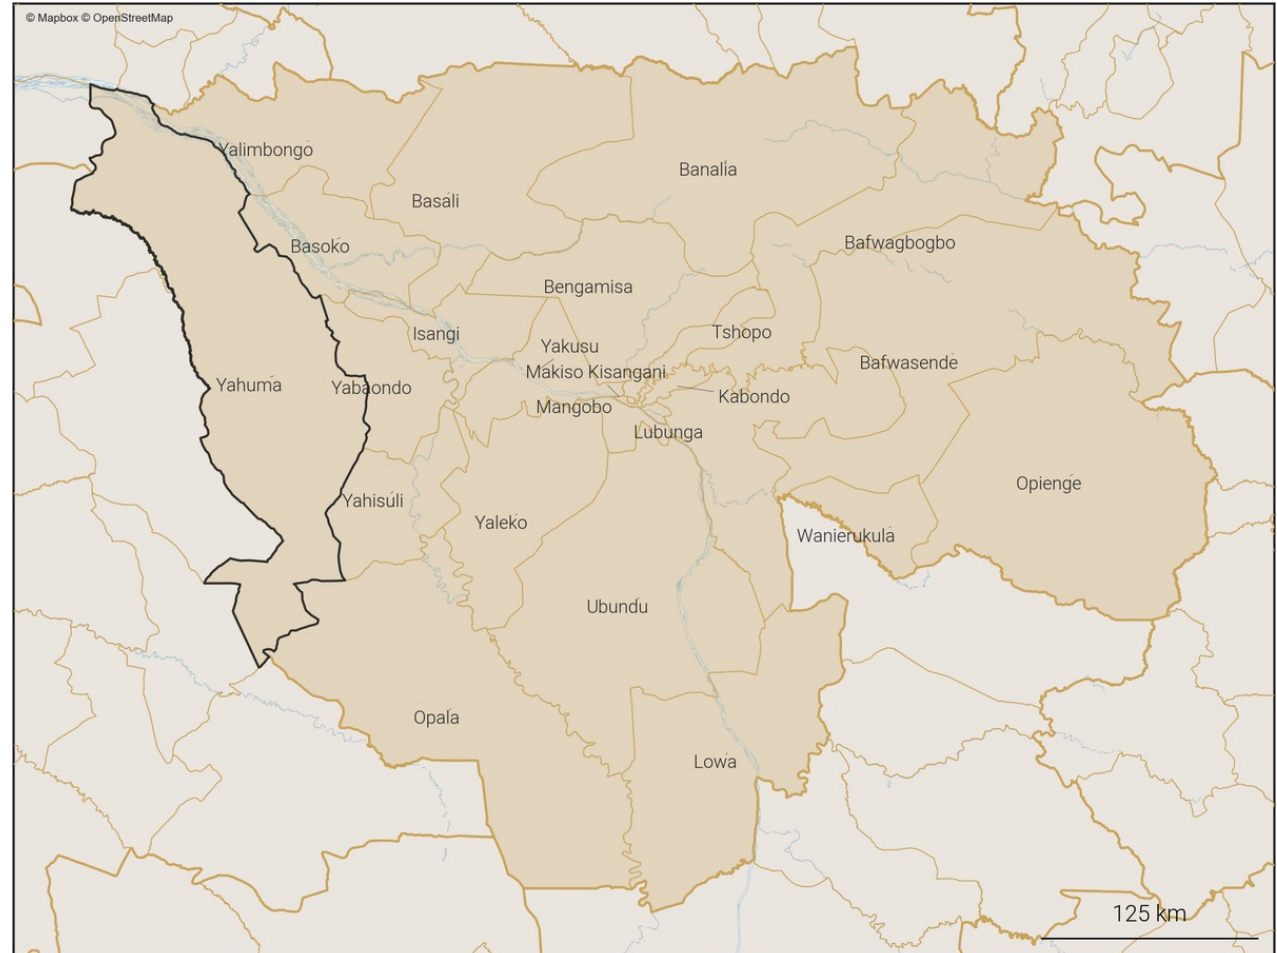 © Mapbox © OpenStreetMap
Yalimbongo
Banalia
Basali
Basoko
Bafwagbogbo
Bengamisa
Isangi
Tshopo
Yakusu
Bafwasende
Makiso Kisangani
Yahuma
Yabaondo
Kabondo
Mangobo
Lubunga
Opienge
Yahisuli
Yaleko
Wanierukula
Ubundu
Opala
Lowa
125 km